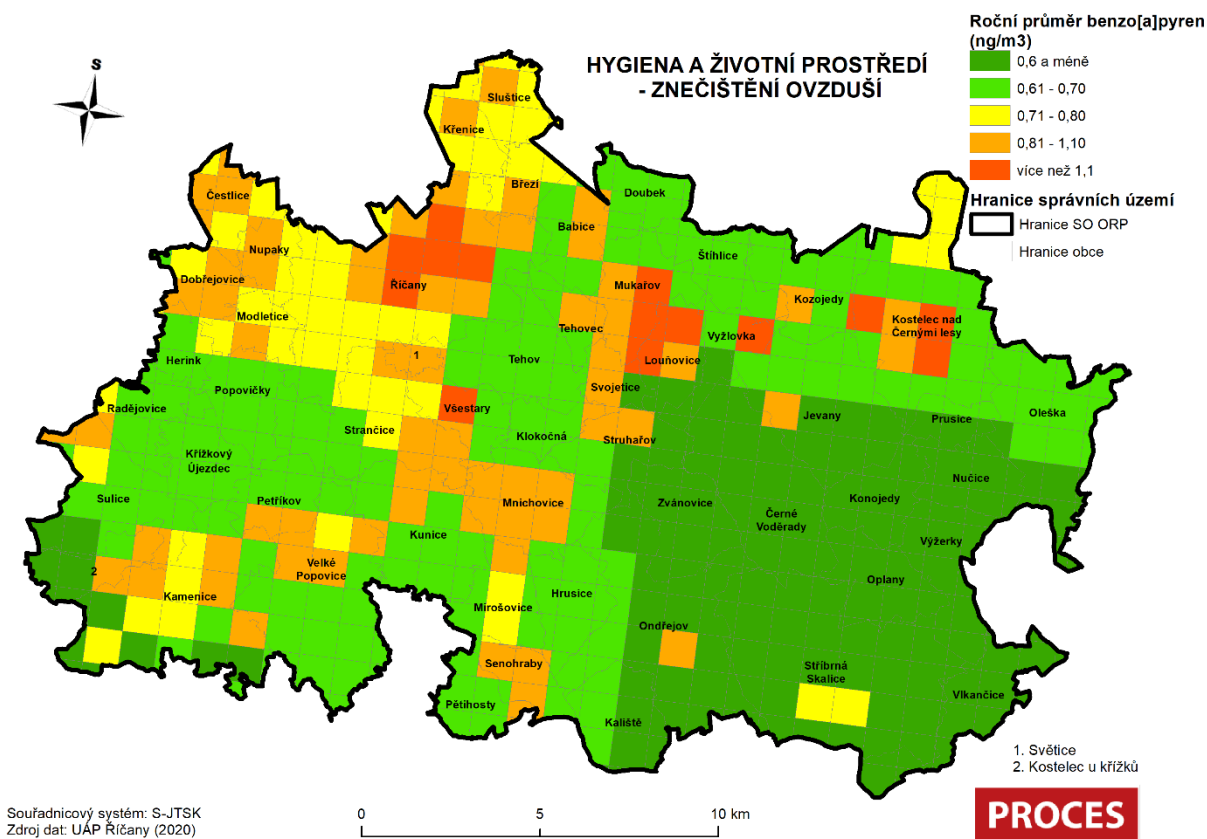 HYGIENA A ŽIVOTNÍ PROSTŘEDÍ
- ZNEČIŠTĚNÍ OVZDUŠÍ
Roční průměr benzo[a]pyren
(ng/m3)
0,6 a méně
0,61 - 0,70
0,71 - 0,80
0,81 - 1,10
více než 1,1
Hranice správních území
Hranice SO ORP
Hranice obce
S
Sluštice
Křenice
Březí
Doubek
Čestlice
Babice
Nupaky
Štíhlice
Dobřejovice
Říčany
Mukařov
Kozojedy
Modletice
Tehovec
Vyžlovka
Kostelec nad
Černými lesy
Herink
1
Tehov
Louňovice
Popovičky
Svojetice
Radějovice
Všestary
Jevany
Prusice
Oleška
Strančice
Klokočná
Struhařov
Křížkový
Újezdec
Nučice
Sulice
Petříkov
Mnichovice
Zvánovice
Konojedy
Černé
Voděrady
Kunice
Výžerky
2
Velké
Popovice
Oplany
Kamenice
Mirošovice
Hrusice
Ondřejov
Senohraby
Stříbrná
Skalice
Vlkančice
Pětihosty
Kaliště
1. Světice
2. Kostelec u křížků
PROCES
Souřadnicový systém: S-JTSK
Zdroj dat: UÁP Říčany (2020)
0 5 10 km